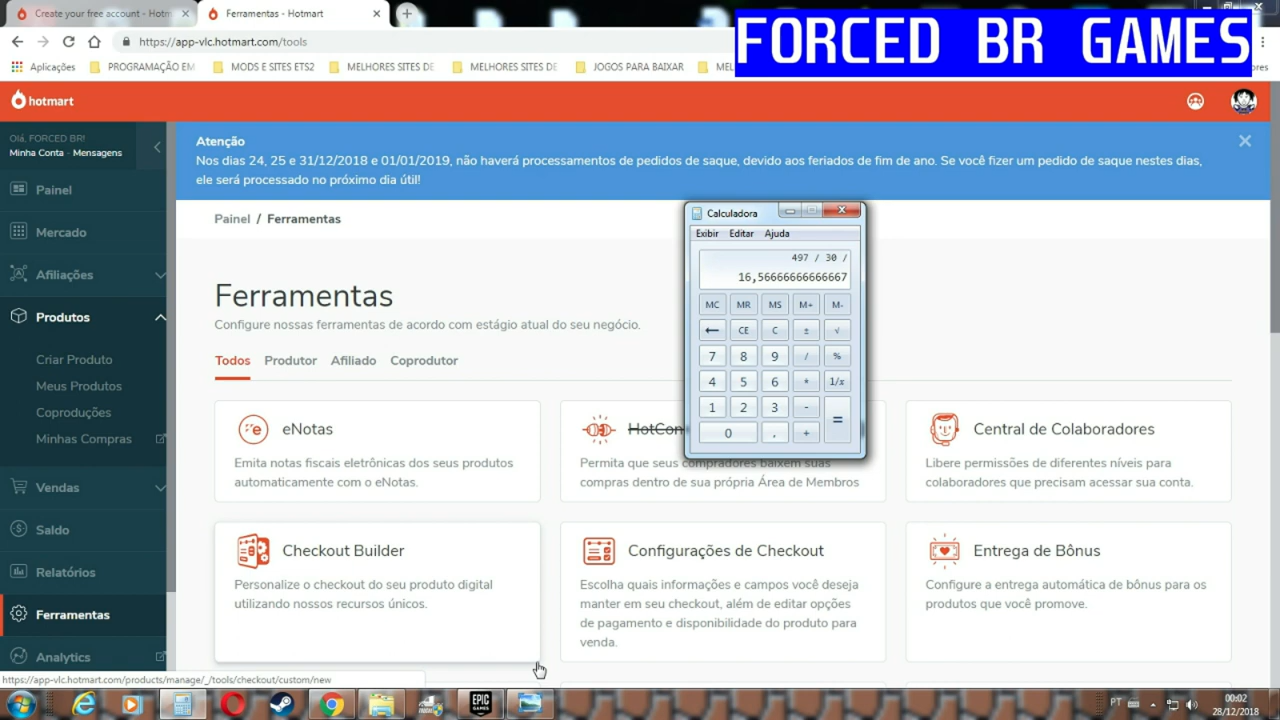 Create your free account - Hotm
Ferramentas - Hotmart
FORCED BR GAMES
https://app-vlc.hotmart.com/tools
Aplicações
PROGRAMAÇÃO EM
MODS E SITES ETS2
MELHORES SITES DE
MELHORES SITES DE
JOGOS PARA BAIXAR
hotmart
Olá, FORCED BR!
Minha Conta - Mensagens
Atenção
Nos dias 24, 25 e 31/12/2018 e 01/01/2019, não haverá processamentos de pedidos de saque, devido aos feriados de fim de ano. Se você fizer um pedido de saque nestes dias,
ele será processado no próximo dia útil!
Painel
Mercado
Afiliações
Produtos
Criar Produto
Meus Produtos
Coproduções
Minhas Compras
Vendas
Saldo
Relatórios
Ferramentas
Analytics
Painel / Ferramentas
Ferramentas
Configure nossas ferramentas de acordo com estágio atual do seu negócio.
Todos Produtor Afiliado Coprodutor
Calculadora
Exibir Editar Ajuda
497 / 30 /
16,56666666666667
MC MR MS M+ M-
← CE C ± √
7 8 9 / %
4 5 6 * 1/x
1 2 3 - =
0 , +
eNotas
Emita notas fiscais eletrônicas dos seus produtos
automaticamente com o eNotas.
HotCon
Permita que seus compradores baixem suas
compras dentro de sua própria Área de Membros
Central de Colaboradores
Libere permissões de diferentes níveis para
colaboradores que precisam acessar sua conta.
Checkout Builder
Personalize o checkout do seu produto digital
utilizando nossos recursos únicos.
Configurações de Checkout
Escolha quais informações e campos você deseja
manter em seu checkout, além de editar opções
de pagamento e disponibilidade do produto para
venda.
Entrega de Bônus
Configure a entrega automática de bônus para os
produtos que você promove.
https://app-vlc.hotmart.com/products/manage/_/tools/checkout/custom/new
EPIC GAMES
PT
00:02
28/12/2018